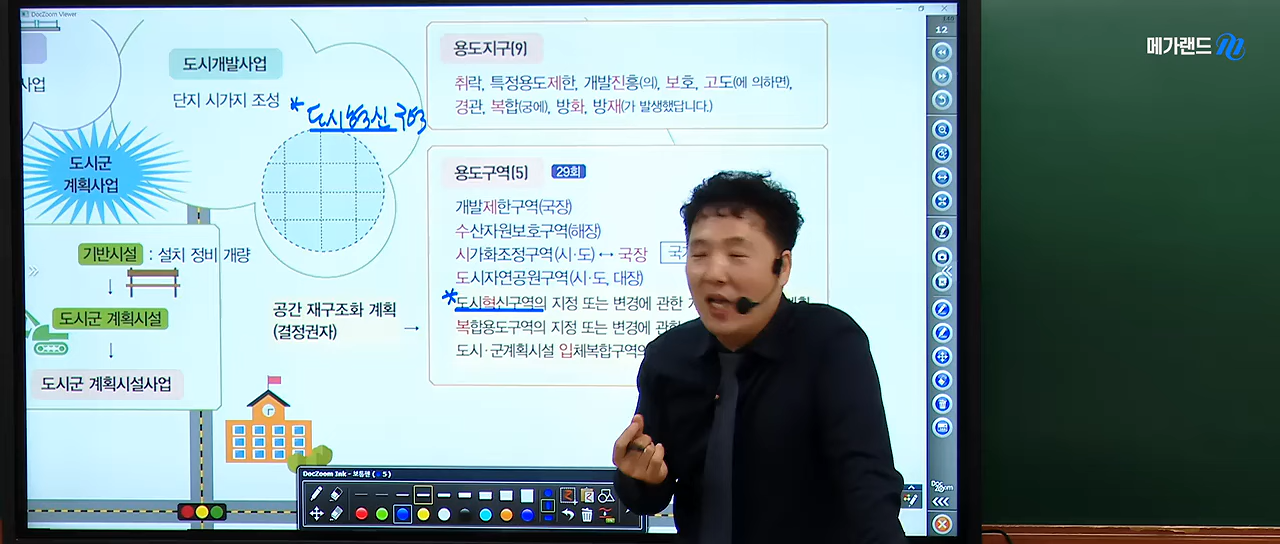 DocZoom Viewer
메가랜드
12
사업
도시개발사업
단지 시가지 조성
*도시혁신구역
도시군
계획사업
기반시설 : 설치 정비 개량
도시군 계획시설
도시군 계획시설사업
공간 재구조화 계획
(결정권자)
용도지구(9)
취락, 특정용도제한, 개발진흥(의), 보호, 고도(에 의하면),
경관, 복합(궁에), 방화, 방재(가 발생했답니다.)
용도구역(5) 29회
개발제한구역(국장)
수산자원보호구역(해장)
시가화조정구역(시·도) ↔ 국장
도시자연공원구역(시·도, 대장)
*도시혁신구역의 지정 또는 변경에 관한
복합용도구역의 지정 또는 변경에 관한
도시·군계획시설 입체복합구역의
DocZoom Ink - 보통펜 ( 5)
DocZoom